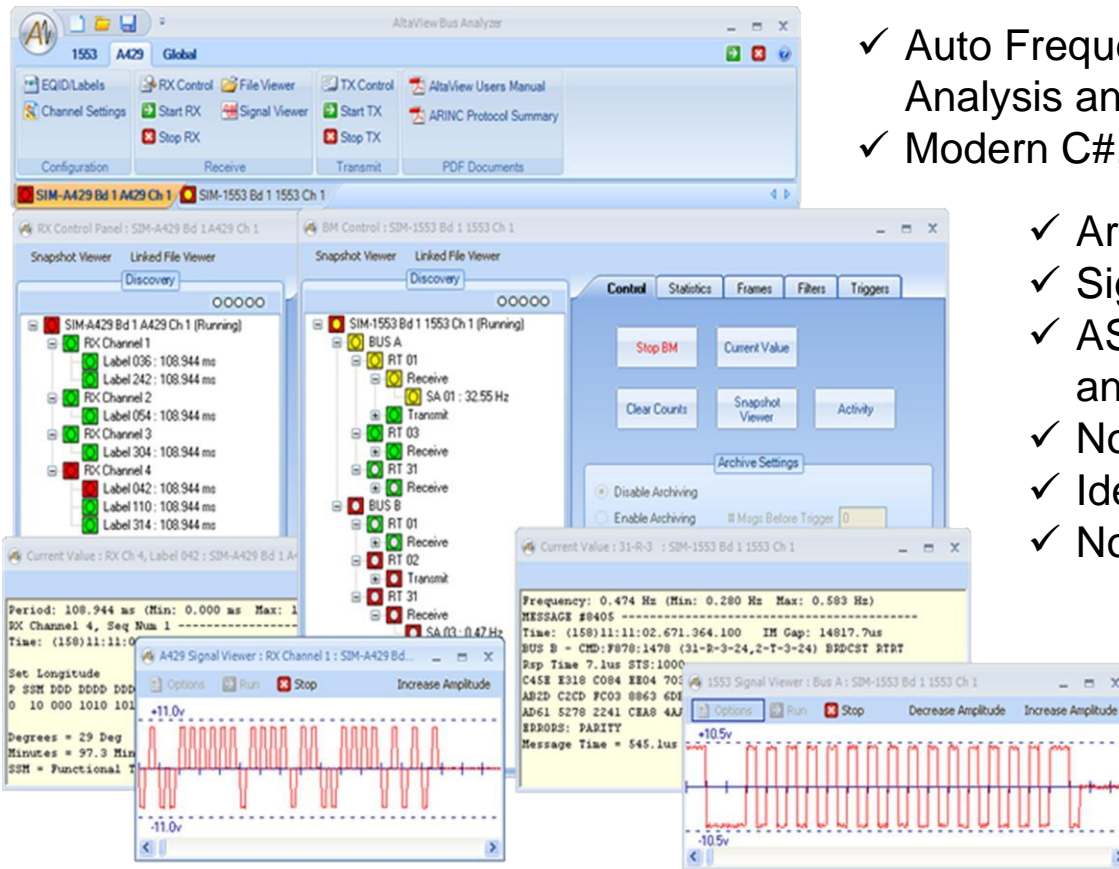 AltaView Bus Analyzer
1553 A429 Global
EQID/Labels RX Control File Viewer TX Control AltaView Users Manual
Channel Settings Start RX Signal Viewer Start TX ARINC Protocol Summary
Stop RX Stop TX
Configuration Receive Transmit PDF Documents
SIM-A429 Bd 1 A429 Ch 1 SIM-1553 Bd 1 1553 Ch 1
RX Control Panel : SIM-A429 Bd 1 A429 Ch 1
Snapshot Viewer Linked File Viewer
Discovery
SIM-A429 Bd 1 A429 Ch 1 (Running)
RX Channel 1
Label 036 : 108.944 ms
Label 242 : 108.944 ms
RX Channel 2
Label 054 : 108.944 ms
RX Channel 3
Label 304 : 108.944 ms
RX Channel 4
Label 042 : 108.944 ms
Label 110 : 108.944 ms
Label 314 : 108.944 ms
BM Control : SIM-1553 Bd 1 1553 Ch 1
Snapshot Viewer Linked File Viewer
Discovery
SIM-1553 Bd 1 1553 Ch 1 (Running)
BUS A
RT 01
Receive
SA 01 : 32.55 Hz
Transmit
RT 03
Receive
RT 31
Receive
BUS B
RT 01
Receive
RT 02
Transmit
RT 31
Receive
SA 03 : 0.47 Hz
Control Statistics Frames Filters Triggers
Stop BM Current Value
Clear Counts Snapshot Viewer Activity
Archive Settings
Disable Archiving
Enable Archiving # Msgs Before Trigger 0
Current Value : RX Ch 4, Label 042 : SIM-A429 Bd 1 A4
Period: 108.944 ms (Min: 0.000 ms Max: 1
RX Channel 4, Seq Num 1
Time: (158)11:11:0
Set Longitude
P SSM DDD DDDD DDD
0 10 000 1010 101
Degrees = 29 Deg
Minutes = 97.3 Min
SSM = Functional T
A429 Signal Viewer : RX Channel 1 : SIM-A429 Bd...
Options Run Stop Increase Amplitude
+11.0v
-11.0v
Current Value : 31-R-3 : SIM-1553 Bd 1 1553 Ch 1
Frequency: 0.474 Hz (Min: 0.280 Hz Max: 0.583 Hz)
MESSAGE #8405
Time: (158)11:11:02.671.364.100 IM Gap: 14817.7us
BUS B - CMD:F878:1478 (31-R-3-24,2-T-3-24) BRDCST RTRT
Rsp Time 7.1us STS:1000
C45E E318 C084 EE04 703
AB2D C2CD FC03 8863 6D
AD61 5278 2241 CEA8 4A
ERRORS: PARITY
Message Time = 545.1us
1553 Signal Viewer : Bus A : SIM-1553 Bd 1 1553 Ch 1
Options Run Stop Decrease Amplitude Increase Amplitude
+10.5v
-10.5v
✓ Auto Freque
Analysis an
✓ Modern C#
✓ Ar
✓ Sig
✓ AS
an
✓ No
✓ Ide
✓ No